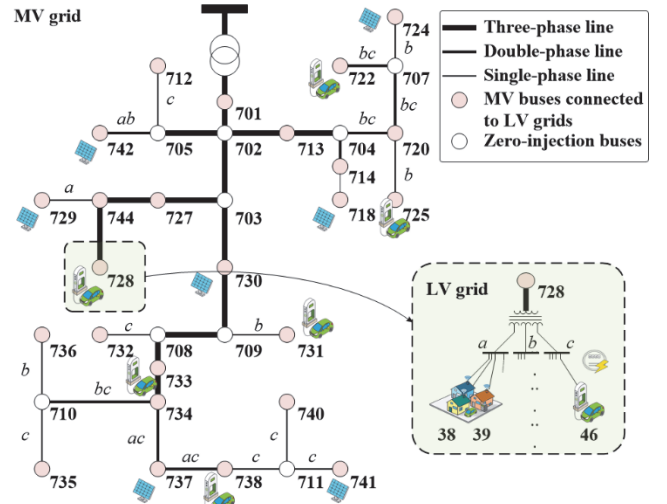 MV grid
724
b
Three-phase line
Double-phase line
Single-phase line
MV buses connected
to LV grids
Zero-injection buses
712
bc
722
707
c
701
bc
ab
bc
742
705
702
713
704
720
714
b
a
729
744
727
703
718
725
728
730
LV grid
728
736
c
b
732
708
709
731
a
b
c
b
733
bc
740
710
734
c
ac
c
38
39
46
ac
c
c
735
737
738
711
741